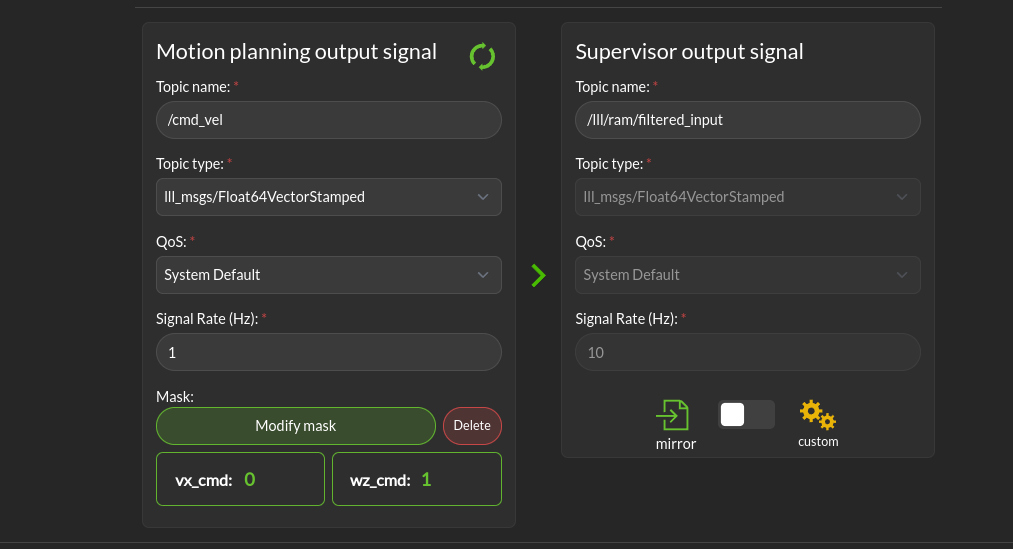 Motion planning output signal
Topic name: *
/cmd_vel
Topic type: *
lll_msgs/Float64VectorStamped
QoS: *
System Default
Signal Rate (Hz): *
1
Mask:
Modify mask
Delete
vx_cmd: 0
wz_cmd: 1
Supervisor output signal
Topic name: *
/lll/ram/filtered_input
Topic type: *
lll_msgs/Float64VectorStamped
QoS: *
System Default
Signal Rate (Hz): *
10
mirror
custom